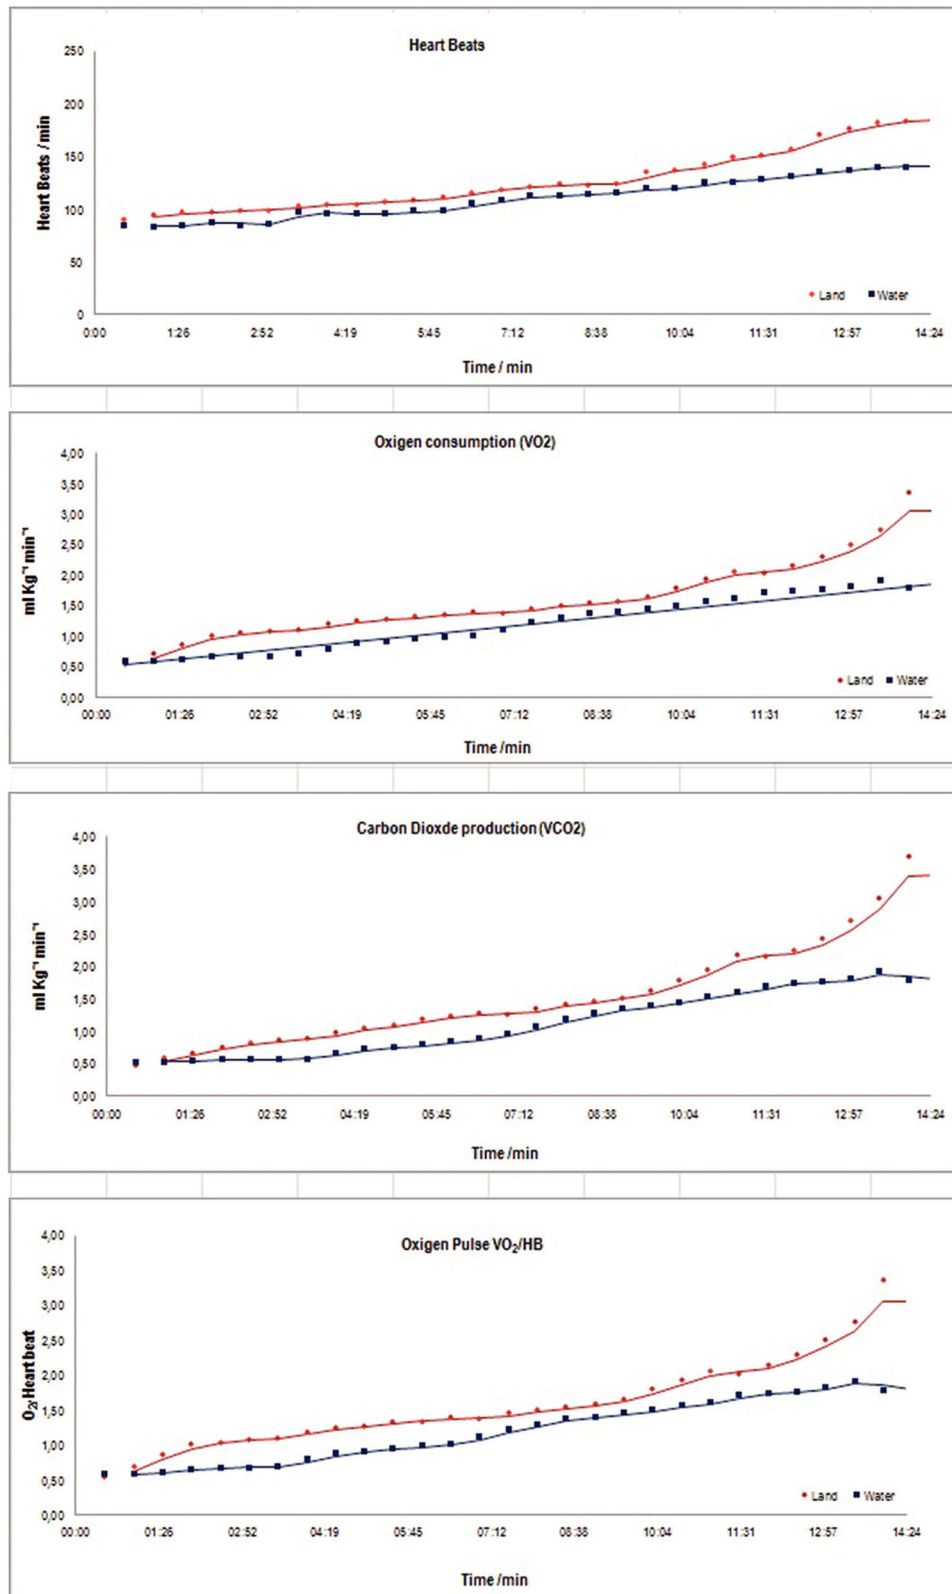 Heart Beats
250
200
150
100
50
0
Heart Beats / min
Land Water
0:00 1:26 2:52 4:19 5:45 7:12 8:38 10:04 11:31 12:57 14:24
Time / min
Oxigen consumption (VO2)
4,00
3,50
3,00
2,50
2,00
1,50
1,00
0,50
0,00
ml Kg⁻¹ min⁻¹
Land Water
00:00 01:26 02:52 04:19 05:45 07:12 08:38 10:04 11:31 12:57 14:24
Time /min
Carbon Dioxde production (VCO2)
4,00
3,50
3,00
2,50
2,00
1,50
1,00
0,50
0,00
ml Kg⁻¹ min⁻¹
00:00 01:26 02:52 04:19 05:45 07:12 08:38 10:04 11:31 12:57 14:24
Time /min
Oxigen Pulse VO₂/HB
4,00
3,50
3,00
2,50
2,00
1,50
1,00
0,50
0,00
O₂/Heart beat
Land Water
00:00 01:26 02:52 04:19 05:45 07:12 08:38 10:04 11:31 12:57 14:24
Time /min